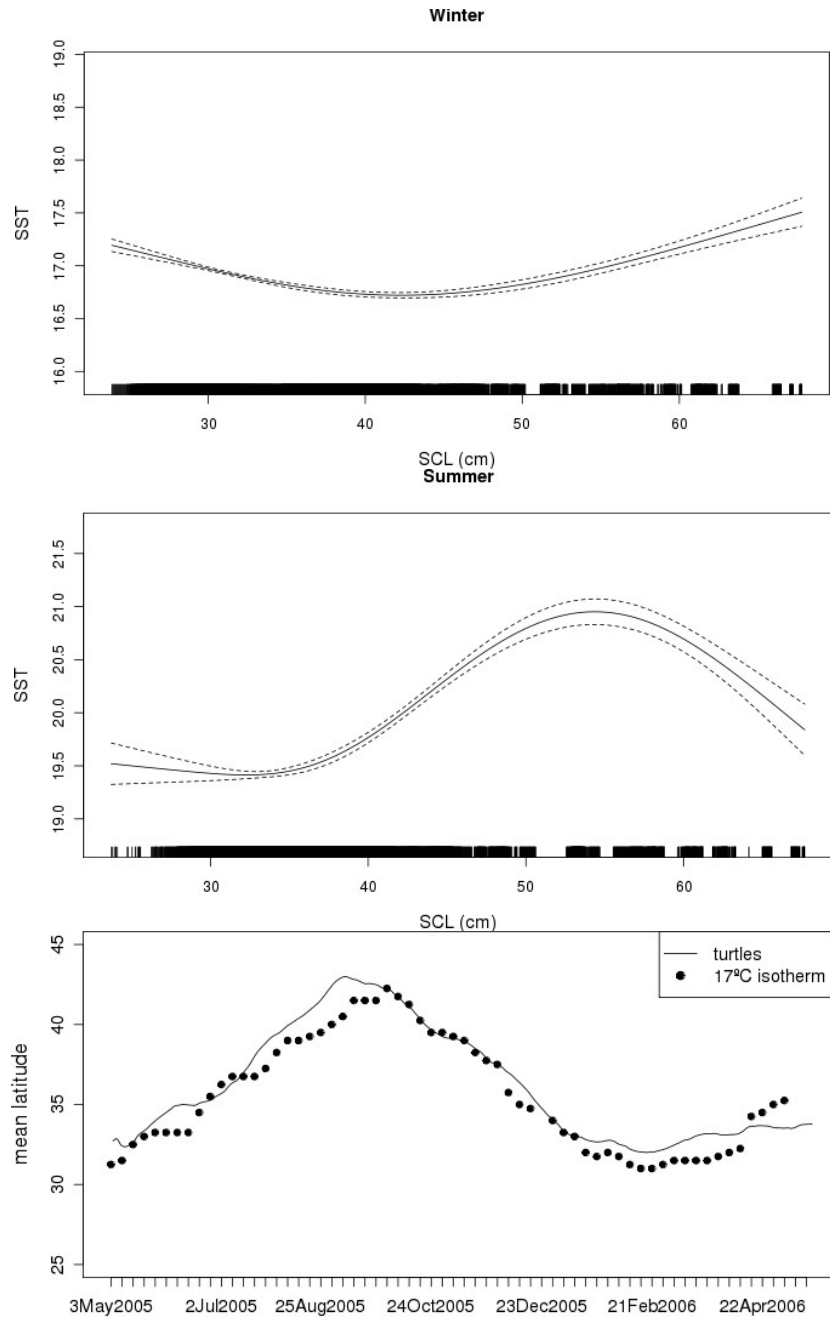 Winter
19.0
18.5
18.0
17.5
17.0
16.5
16.0
SST
30 40 50 60
SCL (cm)
Summer
21.5
21.0
20.5
20.0
19.5
19.0
SST
30 40 50 60
SCL (cm)
45
40
35
30
25
mean latitude
turtles
17ºC isotherm
3May2005 2Jul2005 25Aug2005 24Oct2005 23Dec2005 21Feb2006 22Apr2006